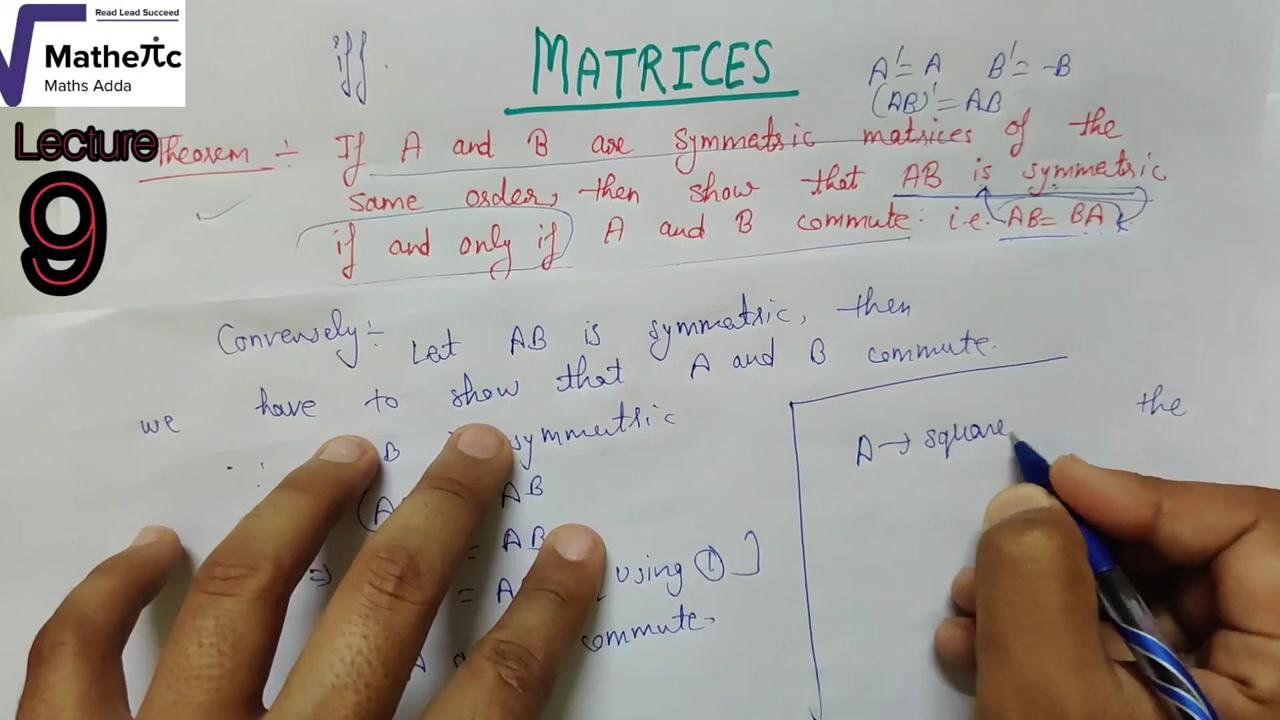 Read Lead Succeed
Matheπc
Maths Adda
Lecture
9
iff.
MATRICES
A' = A B' = -B
(AB)' = AB
Theorem :- If A and B are symmetric matrices of the
same order, then show that AB is symmetric
if and only if A and B commute. i.e. AB = BA
Conversely :- Let AB is symmetric, then
we have to show that A and B commute.
B symmetric
AB
= AB
⇒ = using ① ]
commute.
A → square the